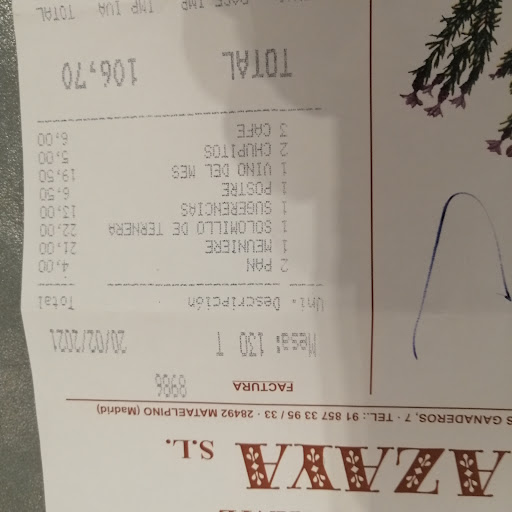 AZAYA S.L.
S GANADEROS, 7 · TEL.: 91 857 33 95 / 33 · 28492 MATAELPINO (Madrid)
FACTURA 8986
Mesa: 130 T 20/02/2021
Uni. Descripción Total
2 PAN 4,00
1 MEUNIERE 21,00
1 SOLOMILLO DE TERNERA 22,00
1 SUGERENCIAS 13,00
1 POSTRE 6,50
1 VINO DEL MES 19,50
2 CHUPITOS 5,00
3 CAFE 6,00
TOTAL 106,70
IMP IMP IVA TOTAL